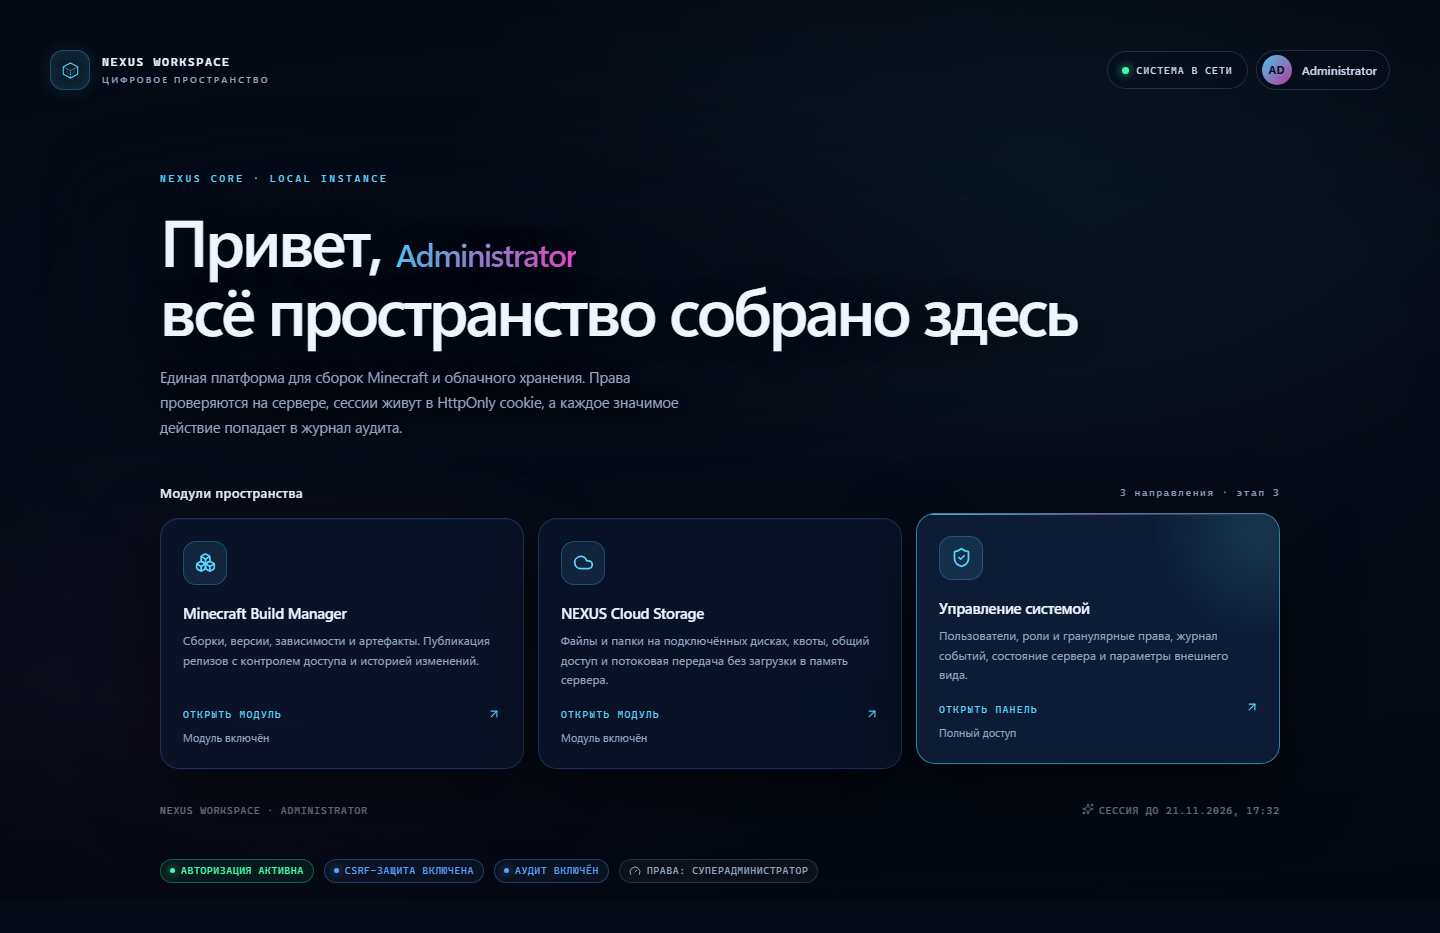 NEXUS WORKSPACE
ЦИФРОВОЕ ПРОСТРАНСТВО
СИСТЕМА В СЕТИ
AD
Administrator
NEXUS CORE · LOCAL INSTANCE
Привет, Administrator
всё пространство собрано здесь
Единая платформа для сборок Minecraft и облачного хранения. Права
проверяются на сервере, сессии живут в HttpOnly cookie, а каждое значимое
действие попадает в журнал аудита.
Модули пространства
3 направления · этап 3
Minecraft Build Manager
Сборки, версии, зависимости и артефакты. Публикация
релизов с контролем доступа и историей изменений.
ОТКРЫТЬ МОДУЛЬ
Модуль включён
NEXUS Cloud Storage
Файлы и папки на подключённых дисках, квоты, общий
доступ и потоковая передача без загрузки в память
сервера.
ОТКРЫТЬ МОДУЛЬ
Модуль включён
Управление системой
Пользователи, роли и гранулярные права, журнал
событий, состояние сервера и параметры внешнего
вида.
ОТКРЫТЬ ПАНЕЛЬ
Полный доступ
NEXUS WORKSPACE · ADMINISTRATOR
СЕССИЯ ДО 21.11.2026, 17:32
АВТОРИЗАЦИЯ АКТИВНА
CSRF-ЗАЩИТА ВКЛЮЧЕНА
АУДИТ ВКЛЮЧЁН
ПРАВА: СУПЕРАДМИНИСТРАТОР